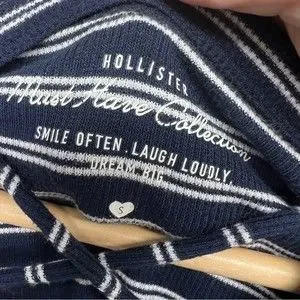 HOLLISTER
Must Have Collection
SMILE OFTEN. LAUGH LOUDLY.
DREAM BIG
S